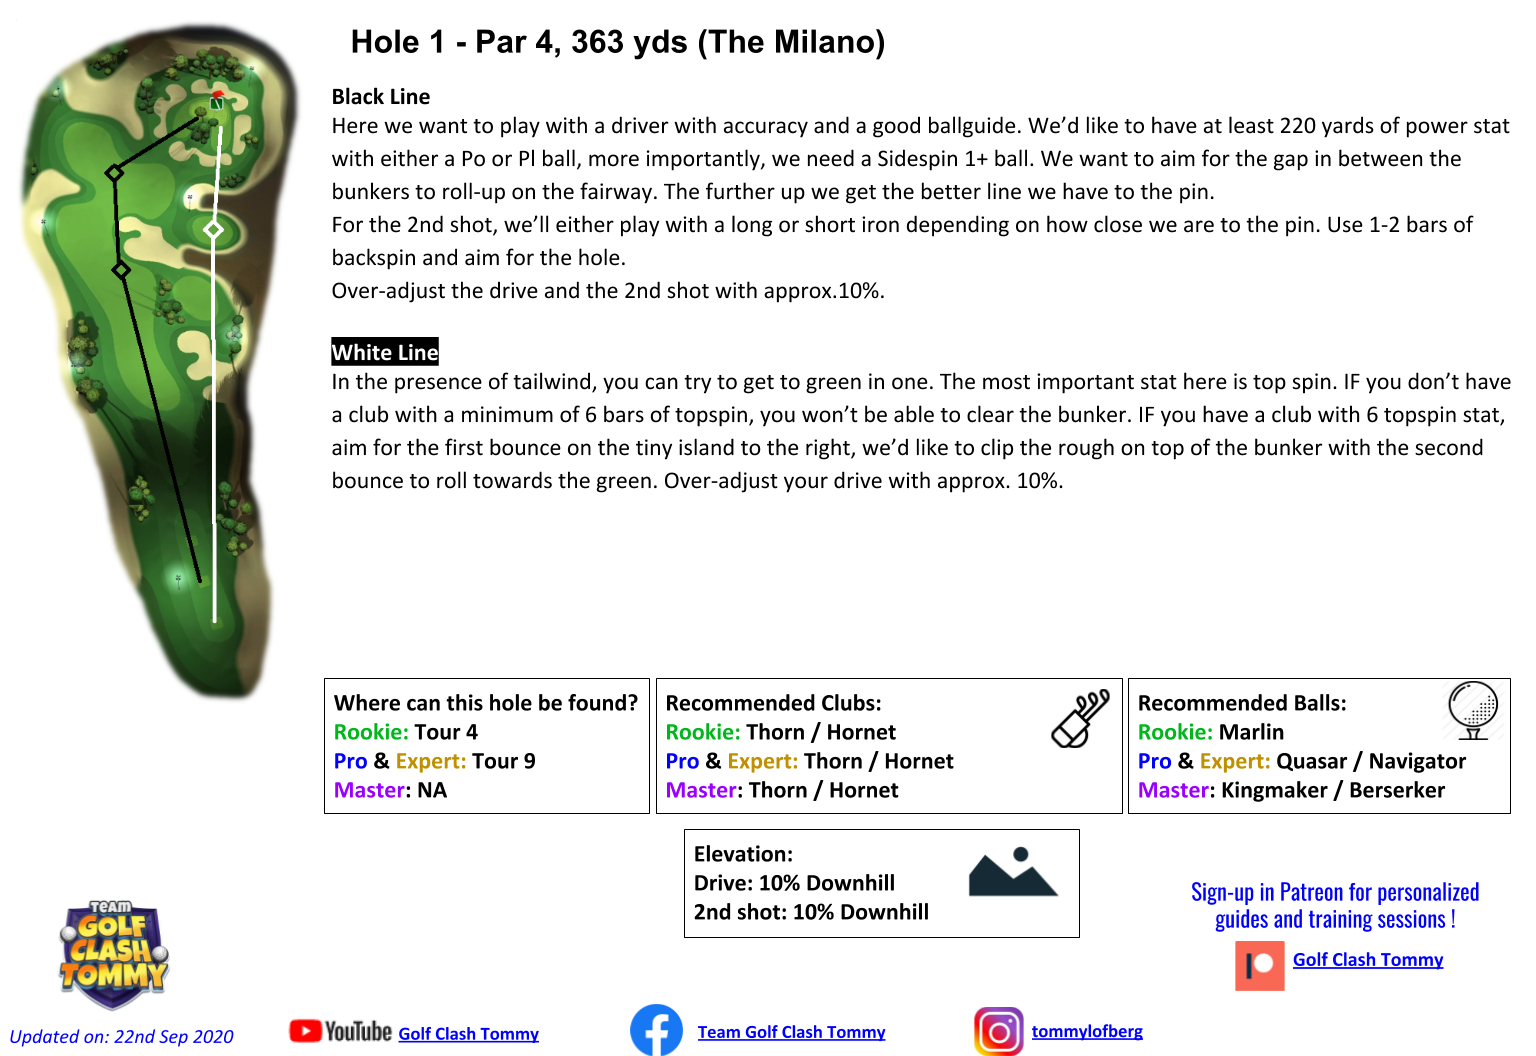 Hole 1 - Par 4, 363 yds (The Milano)
Black Line
Here we want to play with a driver with accuracy and a good ballguide. We’d like to have at least 220 yards of power stat
with either a Po or Pl ball, more importantly, we need a Sidespin 1+ ball. We want to aim for the gap in between the
bunkers to roll-up on the fairway. The further up we get the better line we have to the pin.
For the 2nd shot, we’ll either play with a long or short iron depending on how close we are to the pin. Use 1-2 bars of
backspin and aim for the hole.
Over-adjust the drive and the 2nd shot with approx.10%.
White Line
In the presence of tailwind, you can try to get to green in one. The most important stat here is top spin. IF you don’t have
a club with a minimum of 6 bars of topspin, you won’t be able to clear the bunker. IF you have a club with 6 topspin stat,
aim for the first bounce on the tiny island to the right, we’d like to clip the rough on top of the bunker with the second
bounce to roll towards the green. Over-adjust your drive with approx. 10%.
Where can this hole be found?
Rookie: Tour 4
Pro & Expert: Tour 9
Master: NA
Recommended Clubs:
Rookie: Thorn / Hornet
Pro & Expert: Thorn / Hornet
Master: Thorn / Hornet
Recommended Balls:
Rookie: Marlin
Pro & Expert: Quasar / Navigator
Master: Kingmaker / Berserker
Elevation:
Drive: 10% Downhill
2nd shot: 10% Downhill
Sign-up in Patreon for personalized
guides and training sessions !
Golf Clash Tommy
TEAM
GOLF
CLASH
TOMMY
Updated on: 22nd Sep 2020
YouTube Golf Clash Tommy
Team Golf Clash Tommy
tommylofberg